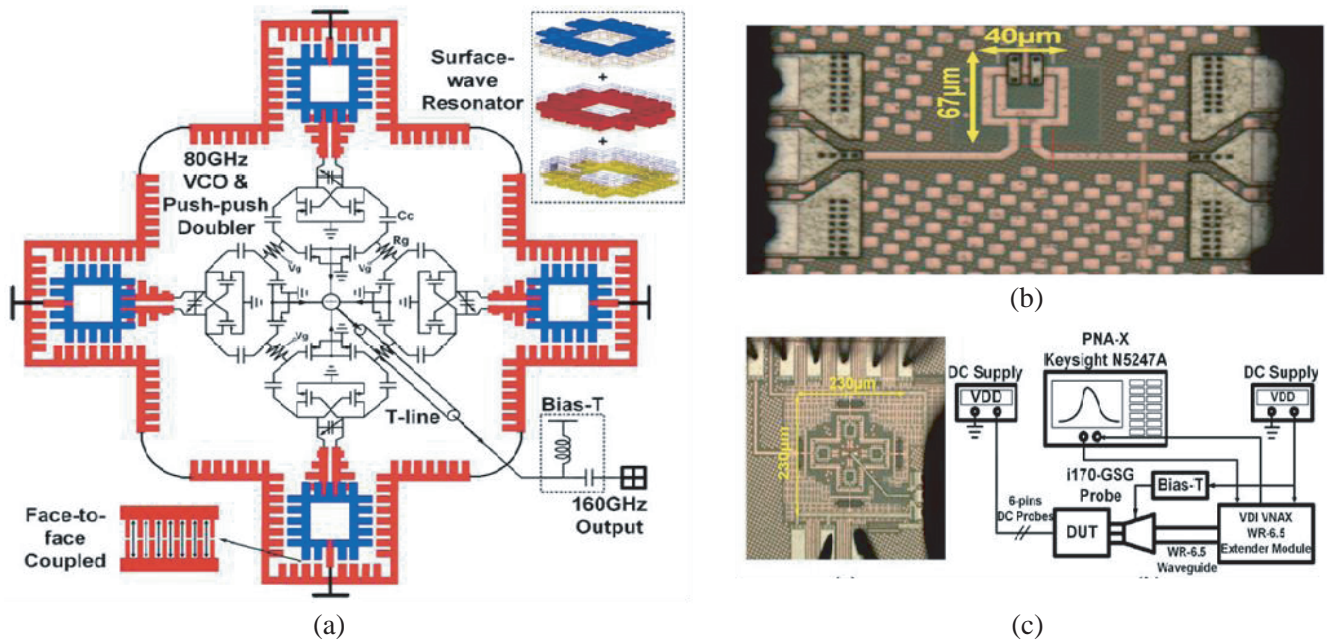 Surface-
wave
Resonator
+
+
80GHz
VCO &
Push-push
Doubler
Cc
Rg
Vg
Vg
Vg
T-line
Bias-T
160GHz
Output
Face-to-
face
Coupled
(a)
40μm
67μm
(b)
230μm
230μm
PNA-X
Keysight N5247A
DC Supply
VDD
DC Supply
VDD
i170-GSG
Probe
Bias-T
6-pins
DC Probes
DUT
VDI VNAX
WR-6.5
Extender Module
WR-6.5
Waveguide
(c)